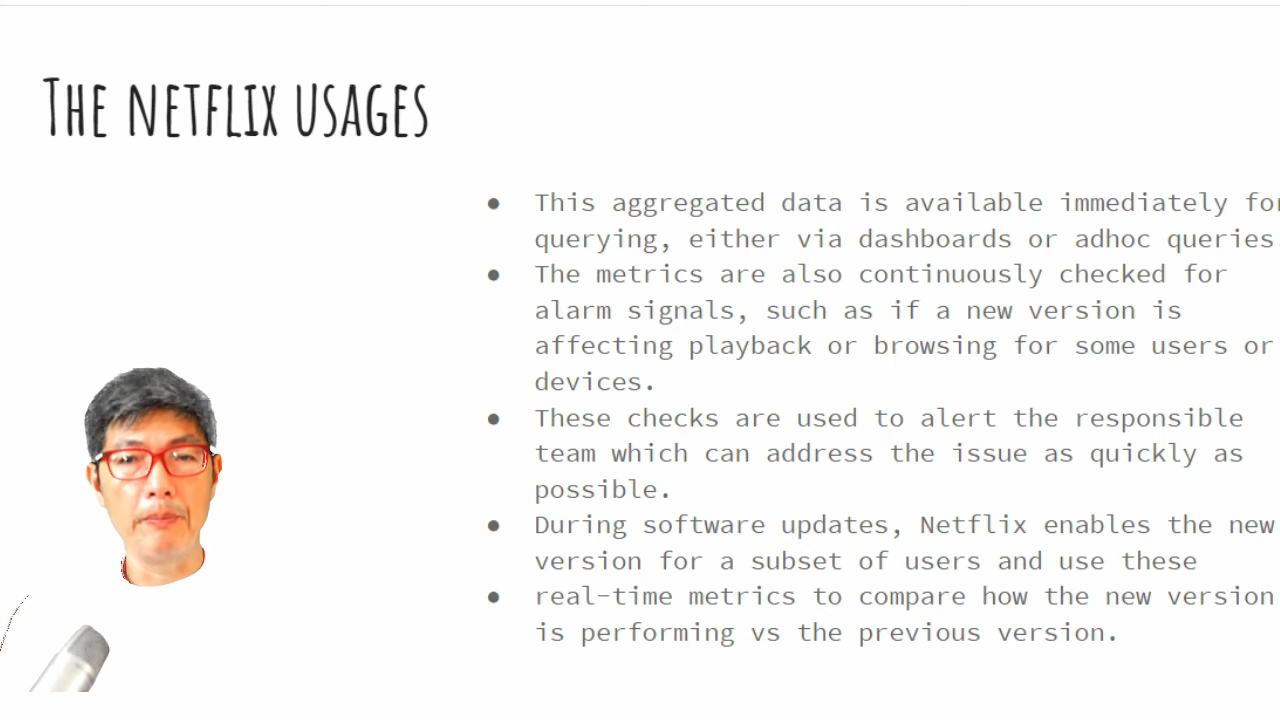 The netflix usages
● This aggregated data is available immediately for
querying, either via dashboards or adhoc queries
● The metrics are also continuously checked for
alarm signals, such as if a new version is
affecting playback or browsing for some users or
devices.
● These checks are used to alert the responsible
team which can address the issue as quickly as
possible.
● During software updates, Netflix enables the new
version for a subset of users and use these
● real-time metrics to compare how the new version
is performing vs the previous version.